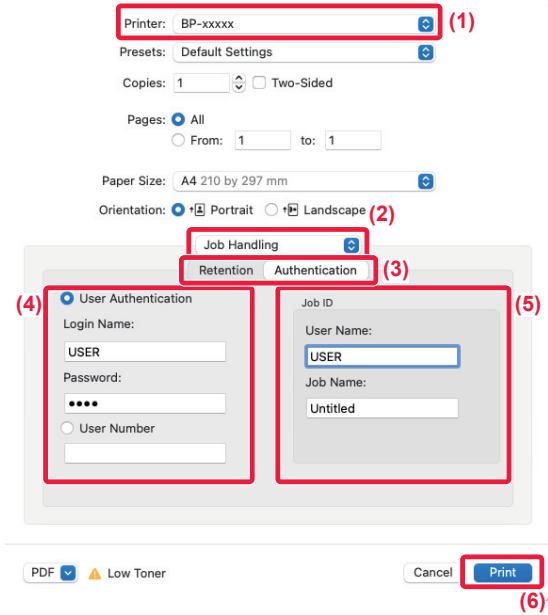 Printer: BP-xxxxx (1)
Presets: Default Settings
Copies: 1 Two-Sided
Pages: All
From: 1 to: 1
Paper Size: A4 210 by 297 mm
Orientation: Portrait Landscape
(2)
Job Handling
Retention Authentication (3)
(4)
User Authentication
Login Name:
USER
Password:
••••
User Number
(5)
Job ID
User Name:
USER
Job Name:
Untitled
PDF Low Toner Cancel Print
(6)